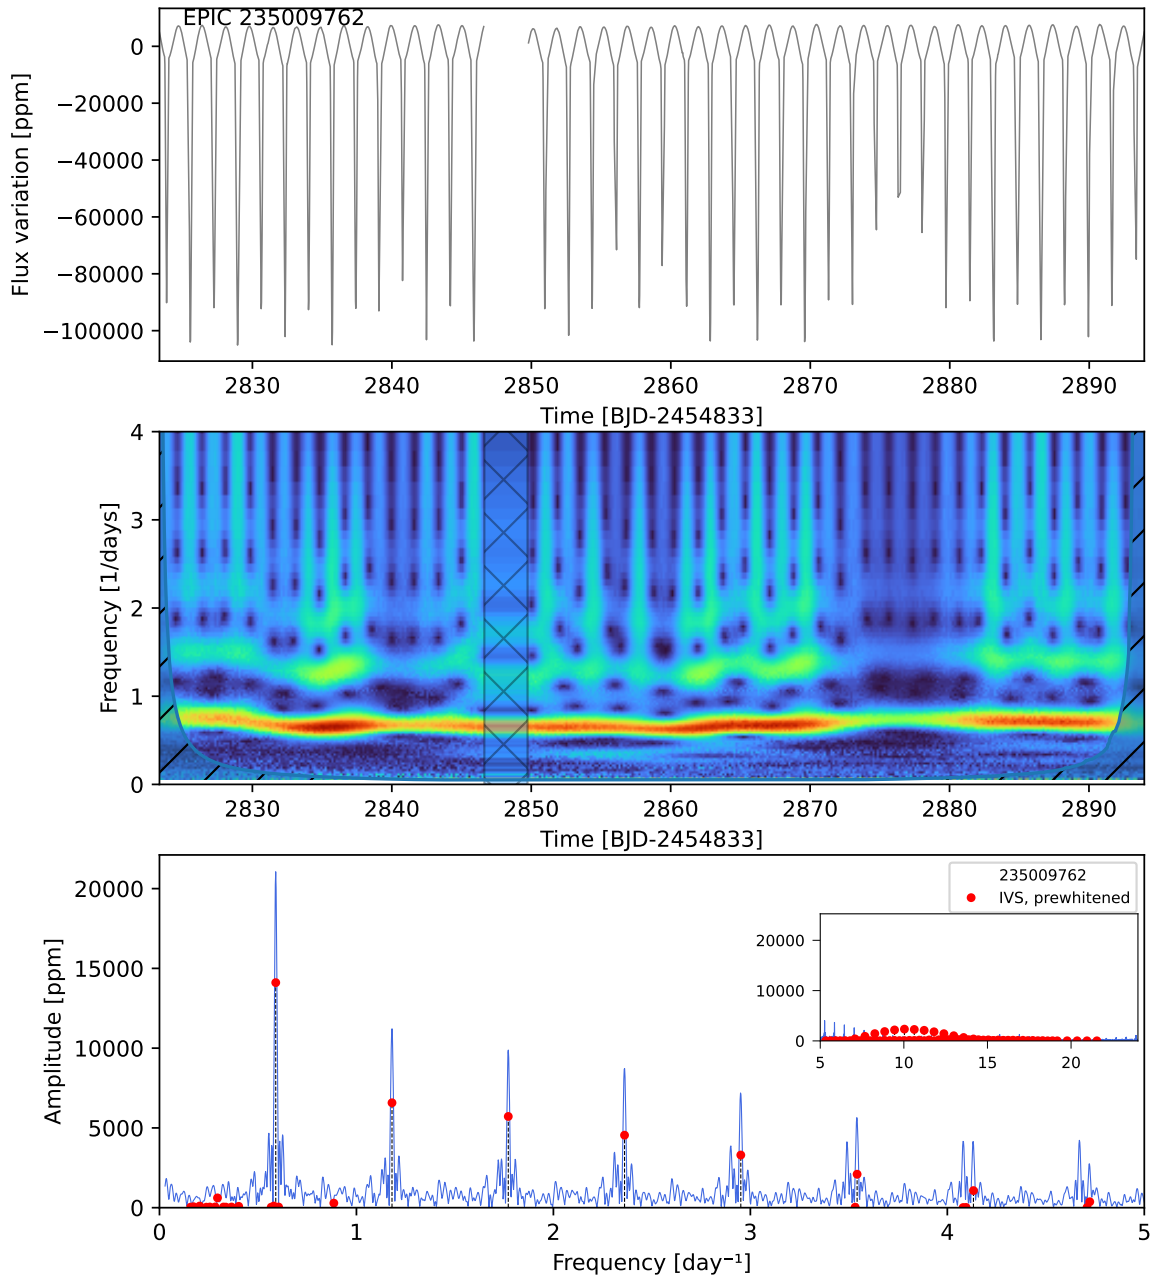 EPIC 235009762
0
−20000
−40000
−60000
−80000
−100000
Flux variation [ppm]
2830 2840 2850 2860 2870 2880 2890
Time [BJD-2454833]
4
3
2
1
0
Frequency [1/days]
2830 2840 2850 2860 2870 2880 2890
Time [BJD-2454833]
235009762
IVS, prewhitened
20000
15000
10000
5000
0
Amplitude [ppm]
20000
10000
0
5 10 15 20
0 1 2 3 4 5
Frequency [day⁻¹]